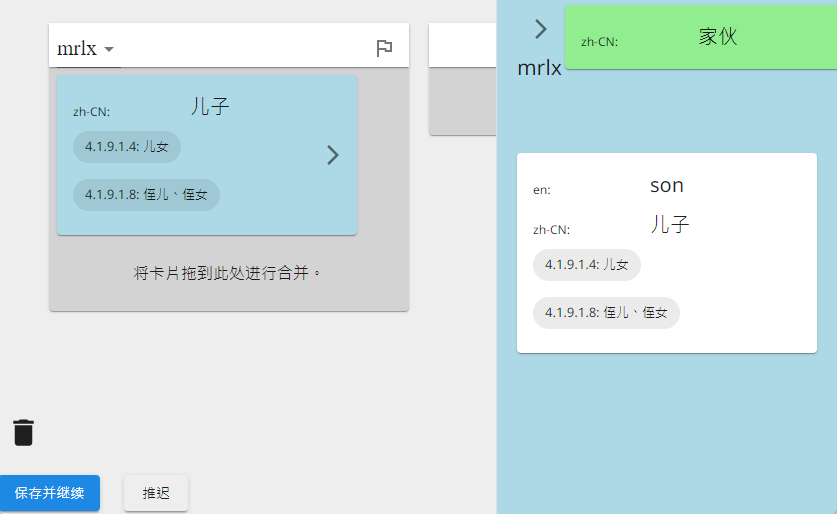 mrlx
zh-CN: 儿子
4.1.9.1.4: 儿女
4.1.9.1.8: 侄儿、侄女
将卡片拖到此处进行合并。
保存并继续
推迟
zh-CN: 家伙
mrlx
en: son
zh-CN: 儿子
4.1.9.1.4: 儿女
4.1.9.1.8: 侄儿、侄女